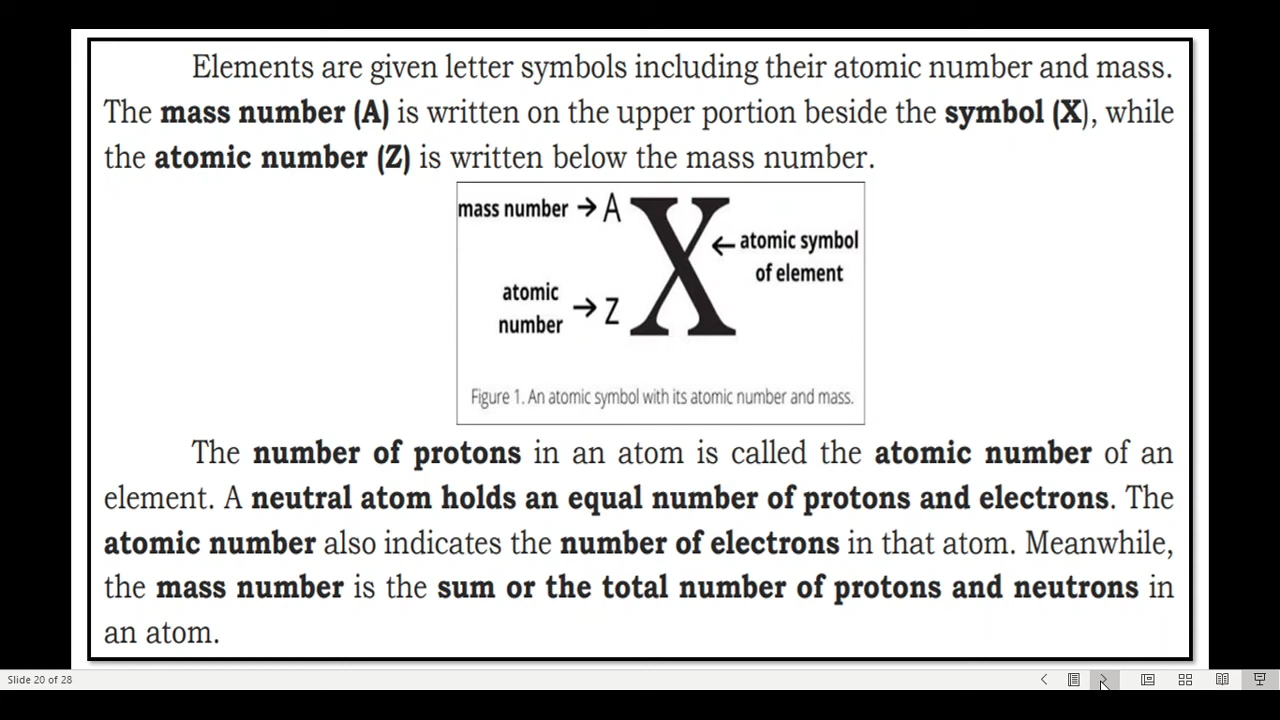 Elements are given letter symbols including their atomic number and mass.
The mass number (A) is written on the upper portion beside the symbol (X), while
the atomic number (Z) is written below the mass number.
mass number → A
X
← atomic symbol
of element
atomic
number → Z
Figure 1. An atomic symbol with its atomic number and mass.
The number of protons in an atom is called the atomic number of an
element. A neutral atom holds an equal number of protons and electrons. The
atomic number also indicates the number of electrons in that atom. Meanwhile,
the mass number is the sum or the total number of protons and neutrons in
an atom.
Slide 20 of 28